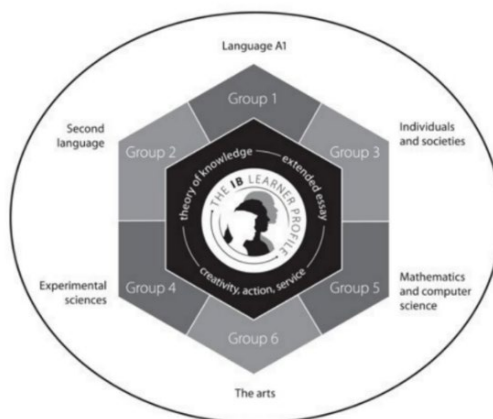 Language A1
Group 1
Second
language
Group 2
Group 3
Individuals
and societies
theory of knowledge
extended essay
THE IB LEARNER PROFILE
creativity, action, service
Experimental
sciences
Group 4
Group 5
Mathematics
and computer
science
Group 6
The arts